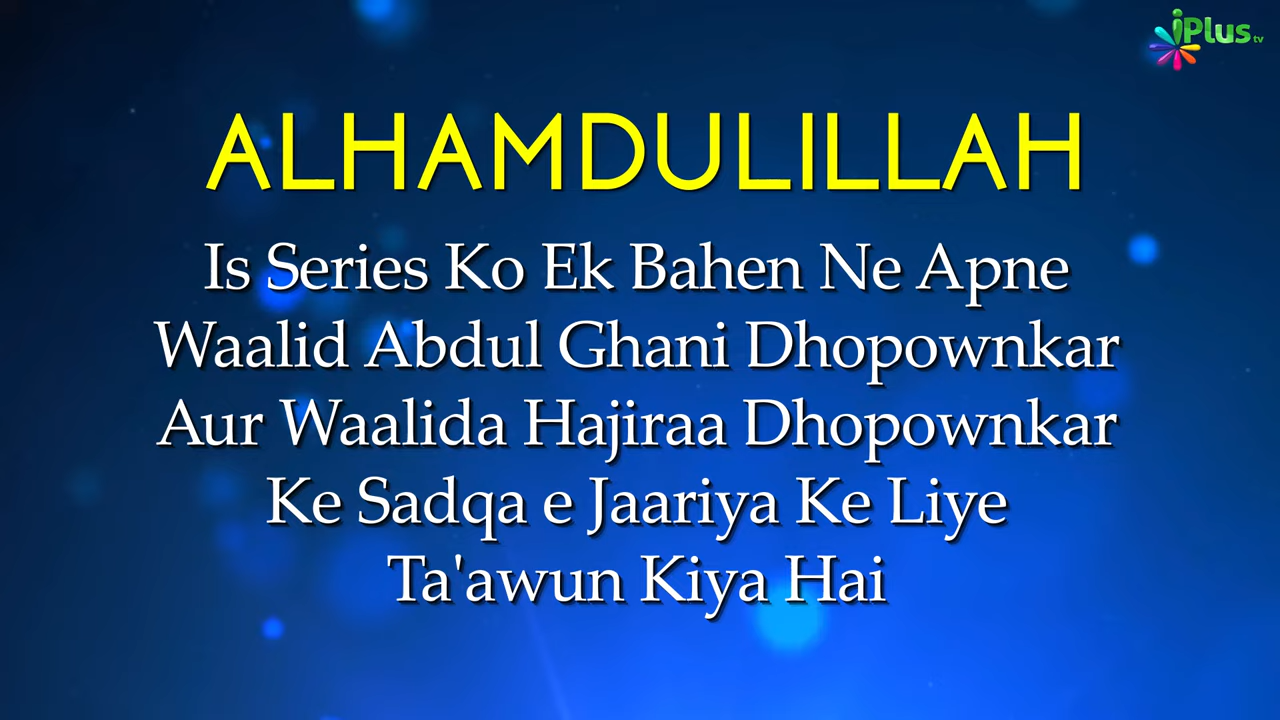 iPlus tv
ALHAMDULILLAH
Is Series Ko Ek Bahen Ne Apne
Waalid Abdul Ghani Dhopownkar
Aur Waalida Hajiraa Dhopownkar
Ke Sadqa e Jaariya Ke Liye
Ta'awun Kiya Hai